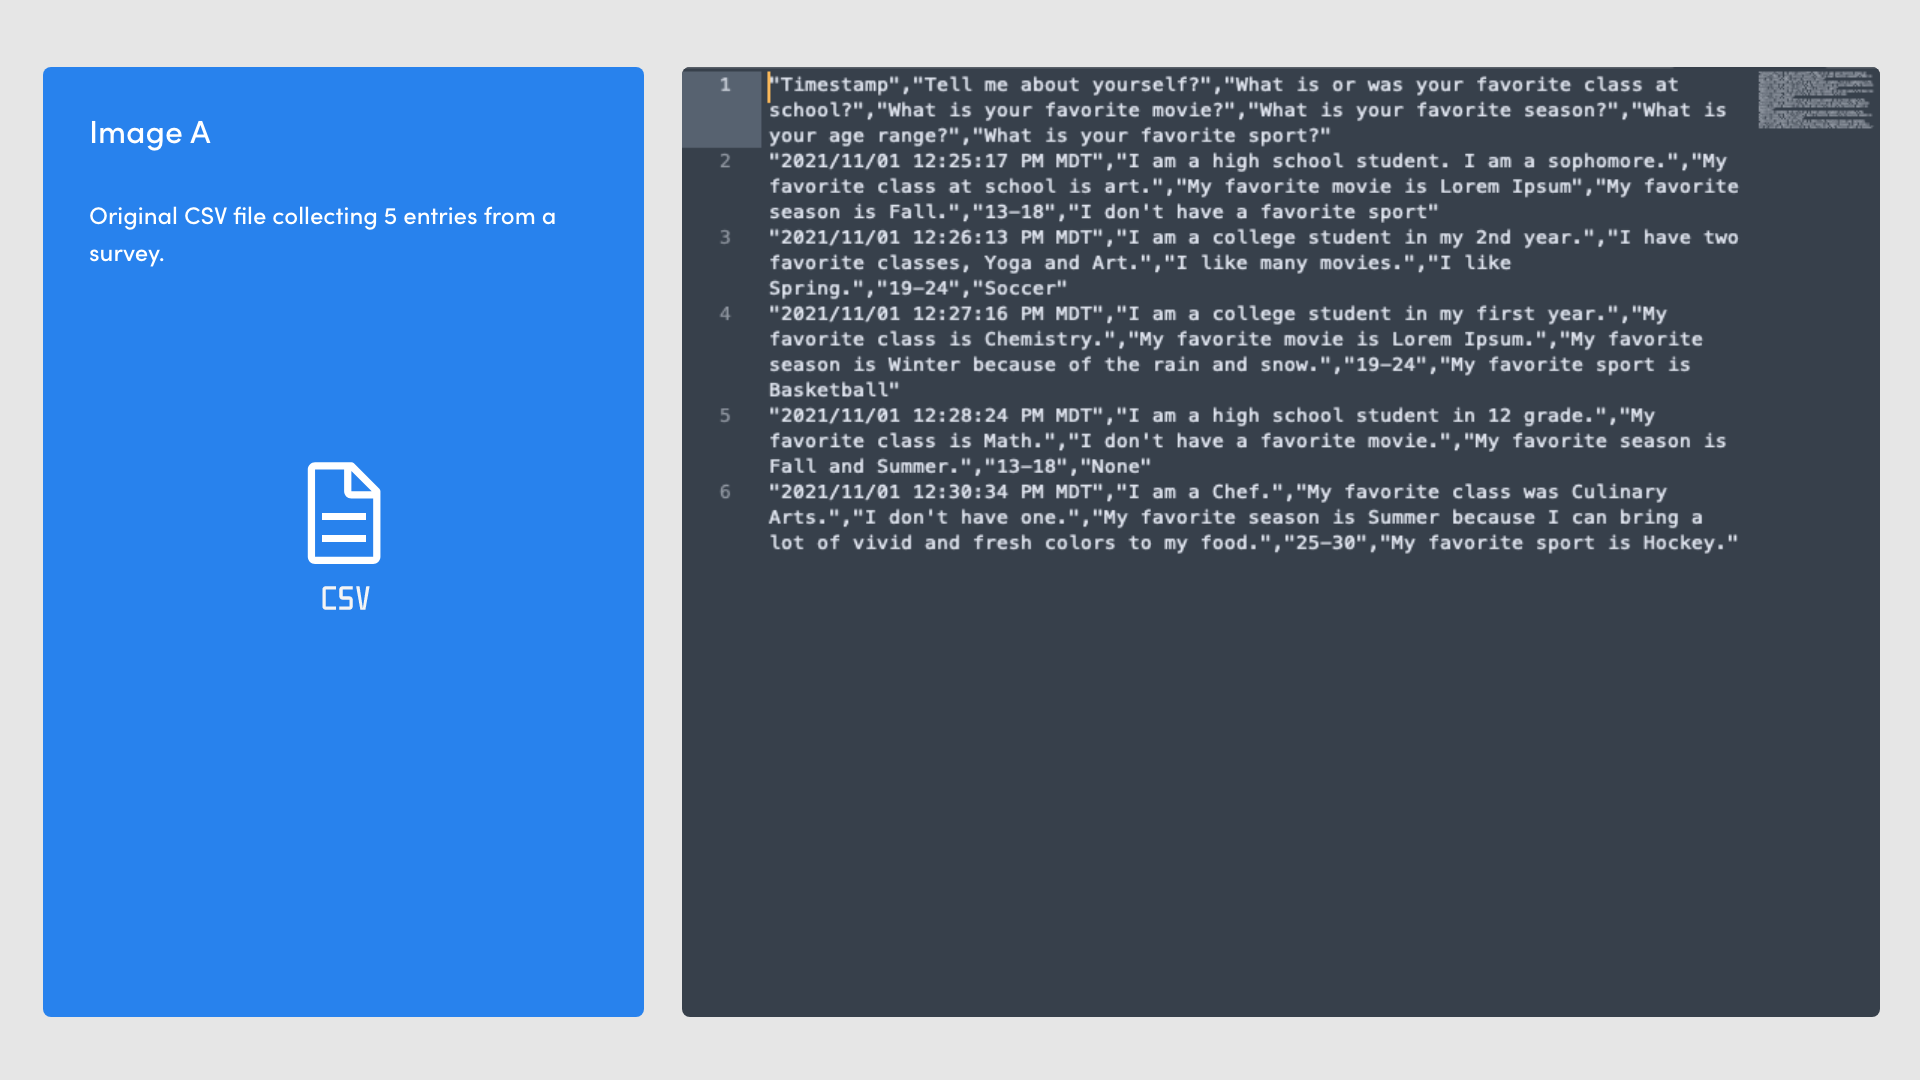 Image A
Original CSV file collecting 5 entries from a
survey.
CSV
1 "Timestamp","Tell me about yourself?","What is or was your favorite class at
school?","What is your favorite movie?","What is your favorite season?","What is
your age range?","What is your favorite sport?"
2 "2021/11/01 12:25:17 PM MDT","I am a high school student. I am a sophomore.","My
favorite class at school is art.","My favorite movie is Lorem Ipsum","My favorite
season is Fall.","13-18","I don't have a favorite sport"
3 "2021/11/01 12:26:13 PM MDT","I am a college student in my 2nd year.","I have two
favorite classes, Yoga and Art.","I like many movies.","I like
Spring.","19-24","Soccer"
4 "2021/11/01 12:27:16 PM MDT","I am a college student in my first year.","My
favorite class is Chemistry.","My favorite movie is Lorem Ipsum.","My favorite
season is Winter because of the rain and snow.","19-24","My favorite sport is
Basketball"
5 "2021/11/01 12:28:24 PM MDT","I am a high school student in 12 grade.","My
favorite class is Math.","I don't have a favorite movie.","My favorite season is
Fall and Summer.","13-18","None"
6 "2021/11/01 12:30:34 PM MDT","I am a Chef.","My favorite class was Culinary
Arts.","I don't have one.","My favorite season is Summer because I can bring a
lot of vivid and fresh colors to my food.","25-30","My favorite sport is Hockey."